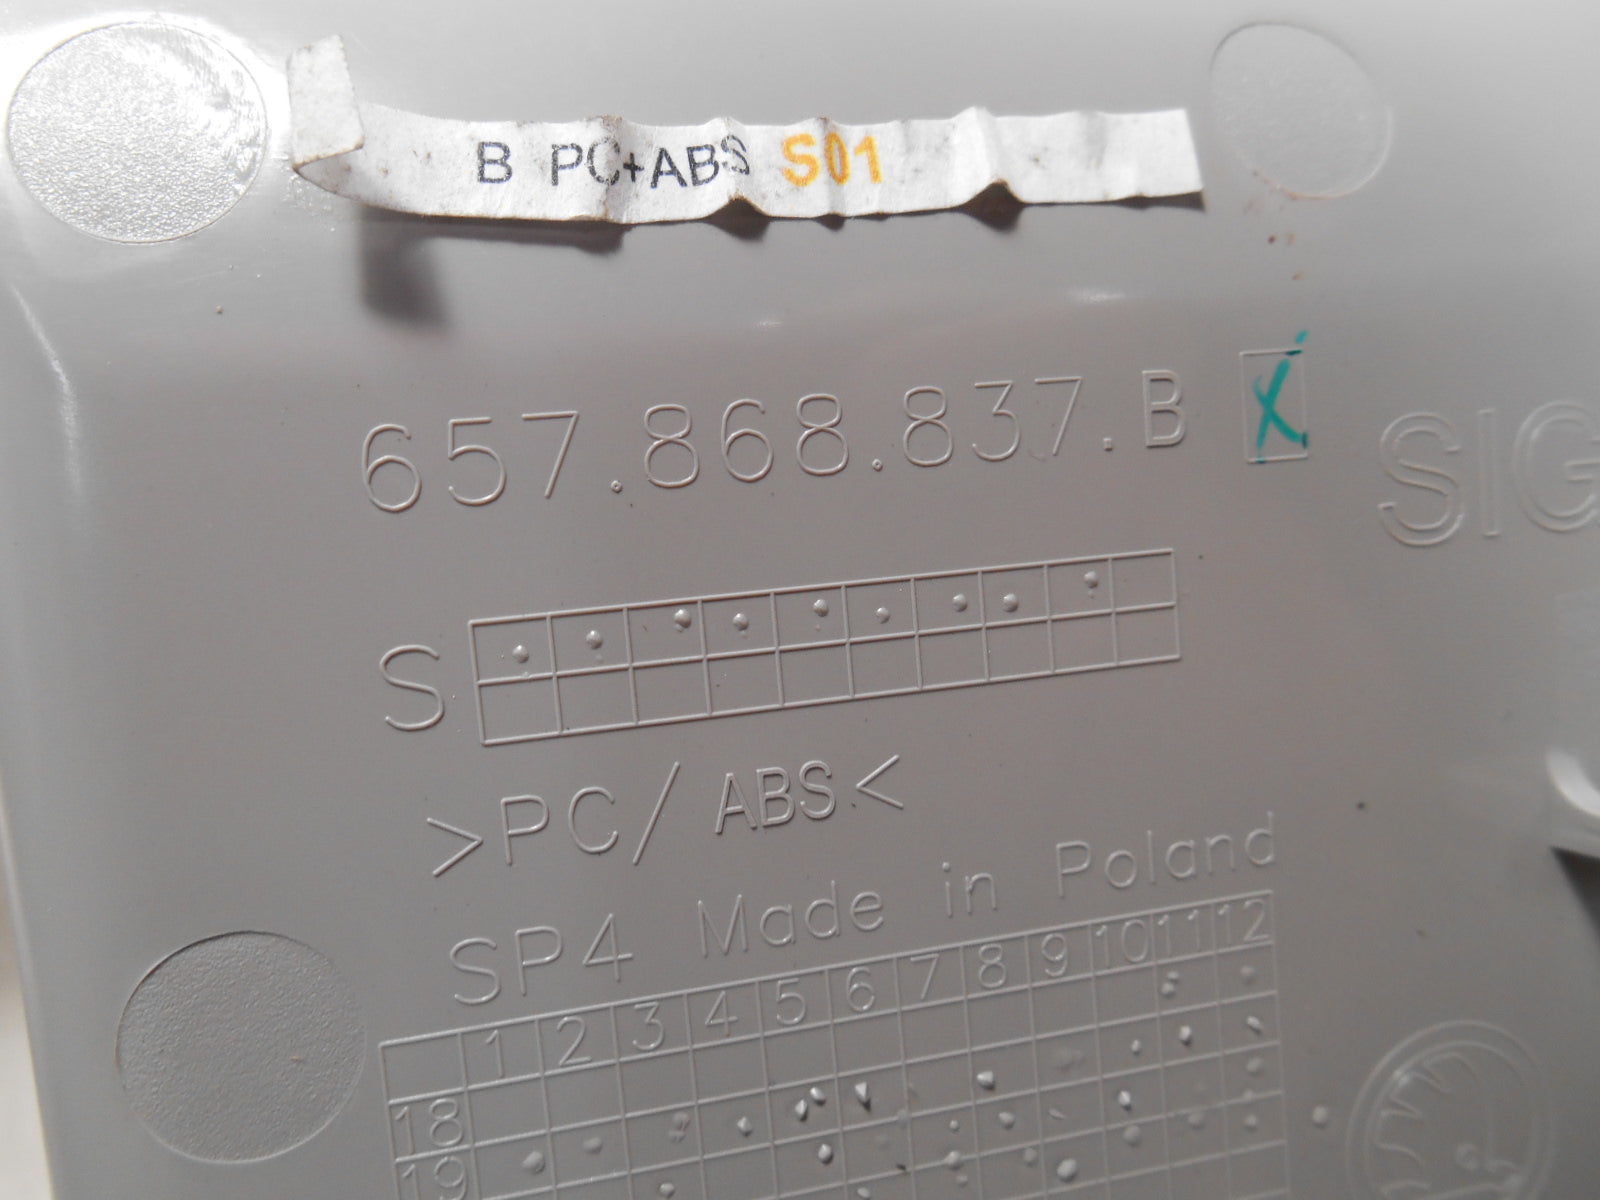 B PC+ABS S01
657.868.837.B X
SIG
S
>PC/ABS<
SP4 Made in Poland
1 2 3 4 5 6 7 8 9 10 11 12
18
19